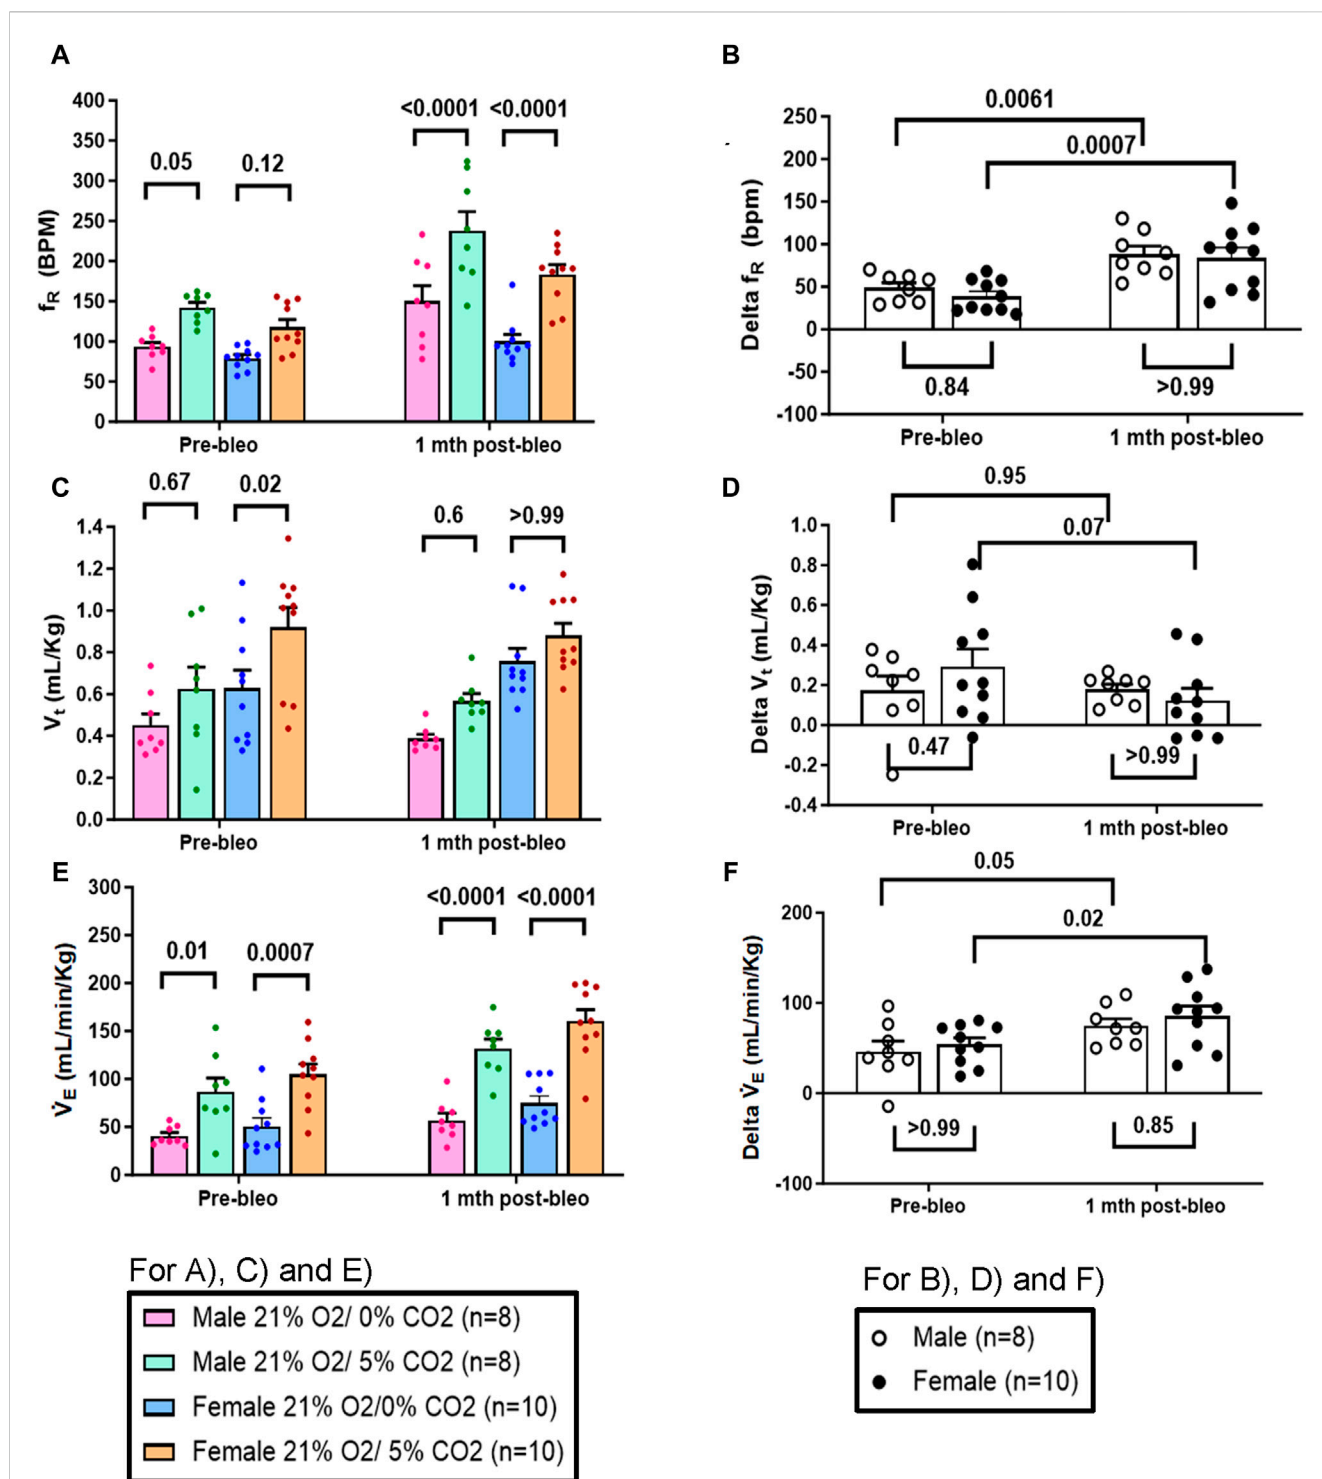 A
B
400
350
300
250
200
150
100
50
0
fR (BPM)
0.05
0.12
<0.0001
<0.0001
Pre-bleo
1 mth post-bleo
250
200
150
100
50
0
-50
-100
Delta fR (bpm)
0.0061
0.0007
0.84
>0.99
Pre-bleo
1 mth post-bleo
C
D
1.4
1.2
1.0
0.8
0.6
0.4
0.2
0.0
Vt (mL/Kg)
0.67
0.02
0.6
>0.99
Pre-bleo
1 mth post-bleo
1.0
0.8
0.6
0.4
0.2
0.0
-0.2
-0.4
Delta Vt (mL/Kg)
0.95
0.07
0.47
>0.99
Pre-bleo
1 mth post-bleo
E
F
300
250
200
150
100
50
0
V̇E (mL/min/Kg)
0.01
0.0007
<0.0001
<0.0001
Pre-bleo
1 mth post-bleo
200
100
0
-100
Delta V̇E (mL/min/Kg)
0.05
0.02
>0.99
0.85
Pre-bleo
1 mth post-bleo
For A), C) and E)
Male 21% O2/ 0% CO2 (n=8)
Male 21% O2/ 5% CO2 (n=8)
Female 21% O2/0% CO2 (n=10)
Female 21% O2/ 5% CO2 (n=10)
For B), D) and F)
Male (n=8)
Female (n=10)